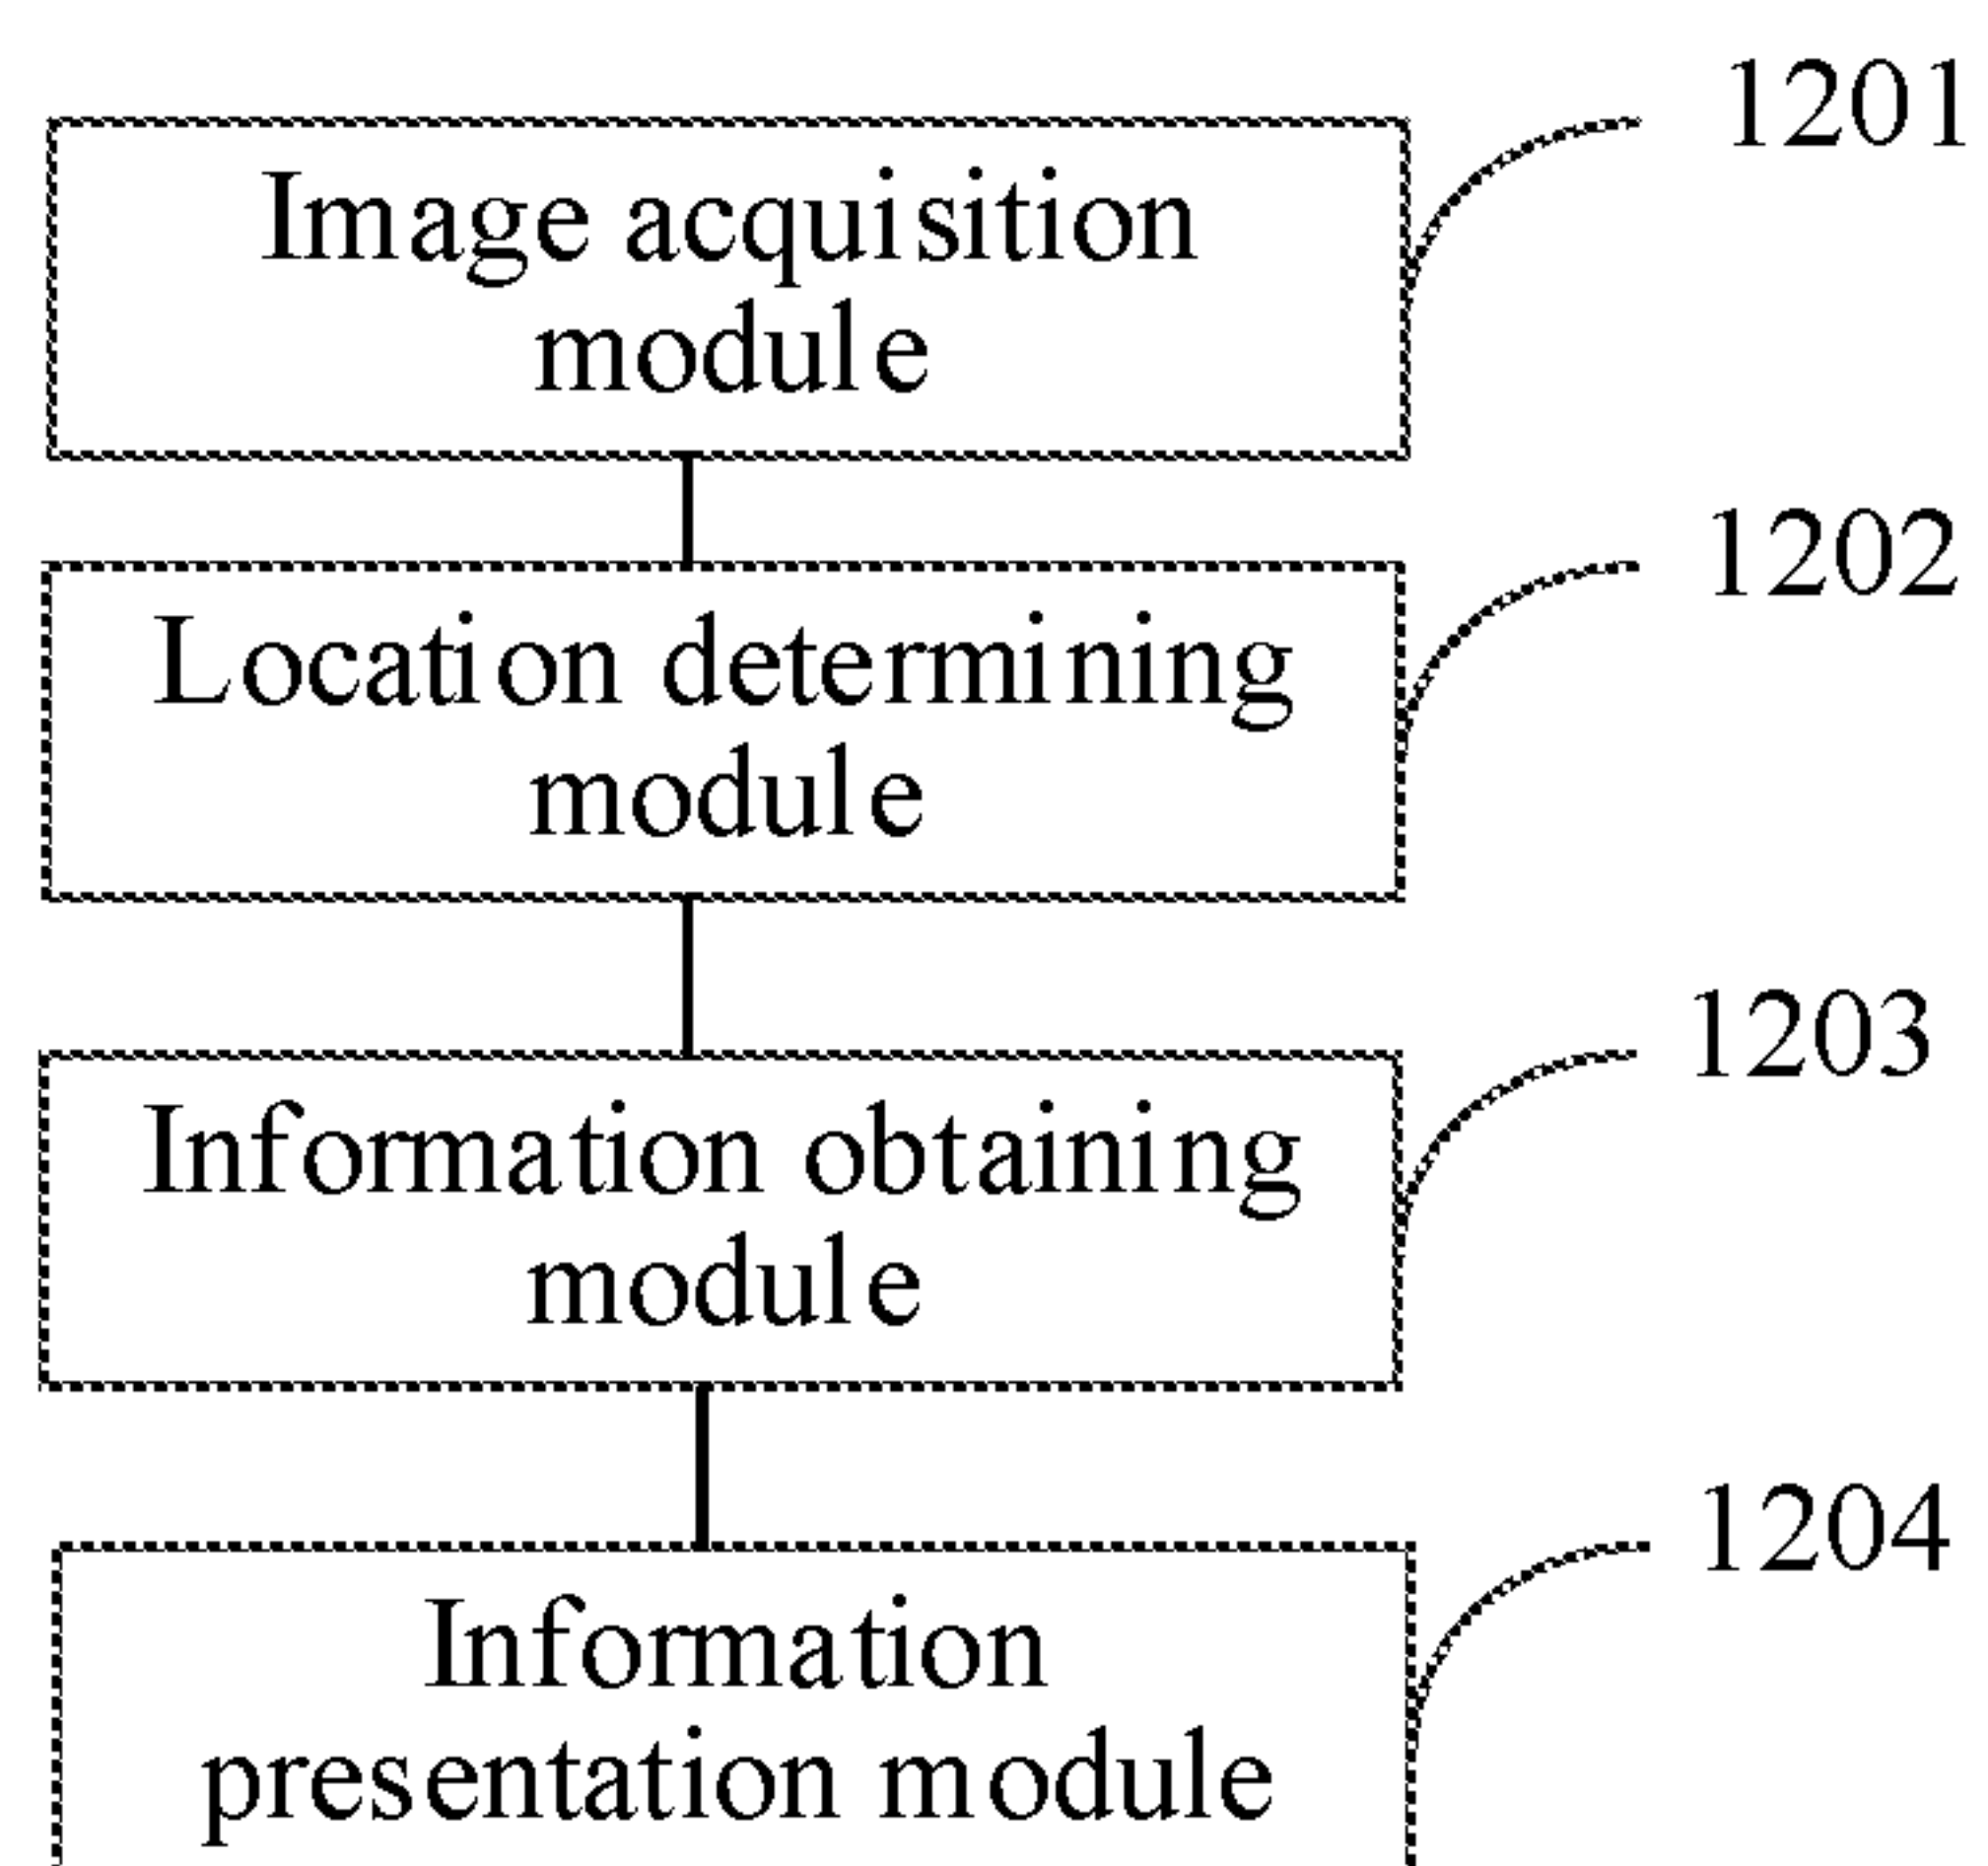 1201
Image acquisition
module
1202
Location determining
module
1203
Information obtaining
module
1204
Information
presentation module